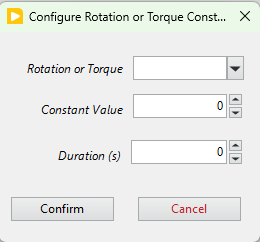 Configure Rotation or Torque Const...
Rotation or Torque
Constant Value 0
Duration (s) 0
Confirm Cancel